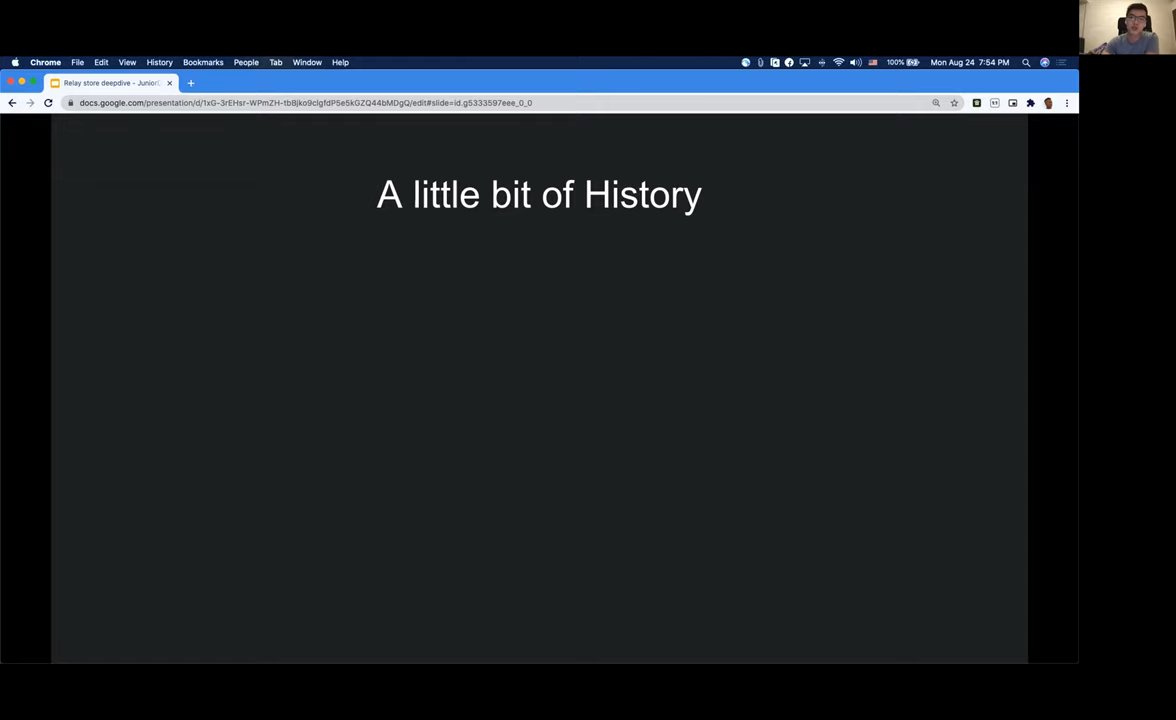 Chrome File Edit View History Bookmarks People Tab Window Help 100% Mon Aug 24 7:54 PM
Relay store deepdive - Junior
docs.google.com/presentation/d/1xG-3rEHsr-WPmZH-tbBjko9clgfdP5e5kGZQ44bMDgQ/edit#slide=id.g5333597eee_0_0
A little bit of History